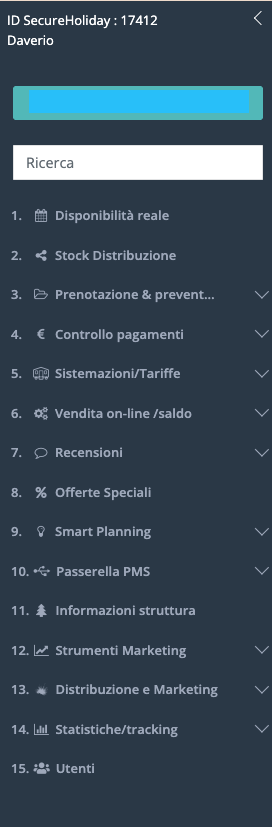 ID SecureHoliday : 17412
Daverio
Ricerca
1. Disponibilità reale
2. Stock Distribuzione
3. Prenotazione & prevent...
4. € Controllo pagamenti
5. Sistemazioni/Tariffe
6. Vendita on-line /saldo
7. Recensioni
8. % Offerte Speciali
9. Smart Planning
10. Passerella PMS
11. Informazioni struttura
12. Strumenti Marketing
13. Distribuzione e Marketing
14. Statistiche/tracking
15. Utenti